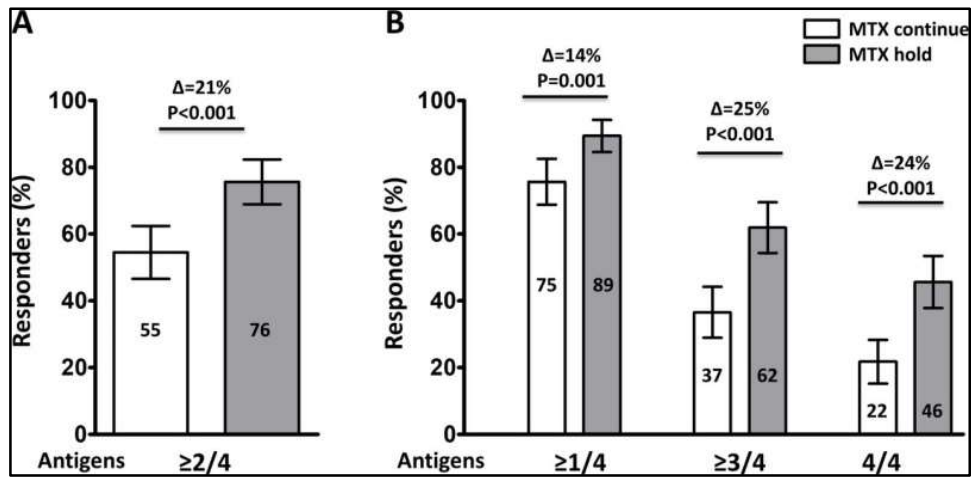 A
Δ=21%
P<0.001
Responders (%)
100
80
60
40
20
0
55
76
Antigens ≥2/4
B
MTX continue
MTX hold
Δ=14%
P=0.001
Δ=25%
P<0.001
Δ=24%
P<0.001
Responders (%)
100
80
60
40
20
0
75
89
37
62
22
46
Antigens ≥1/4 ≥3/4 4/4